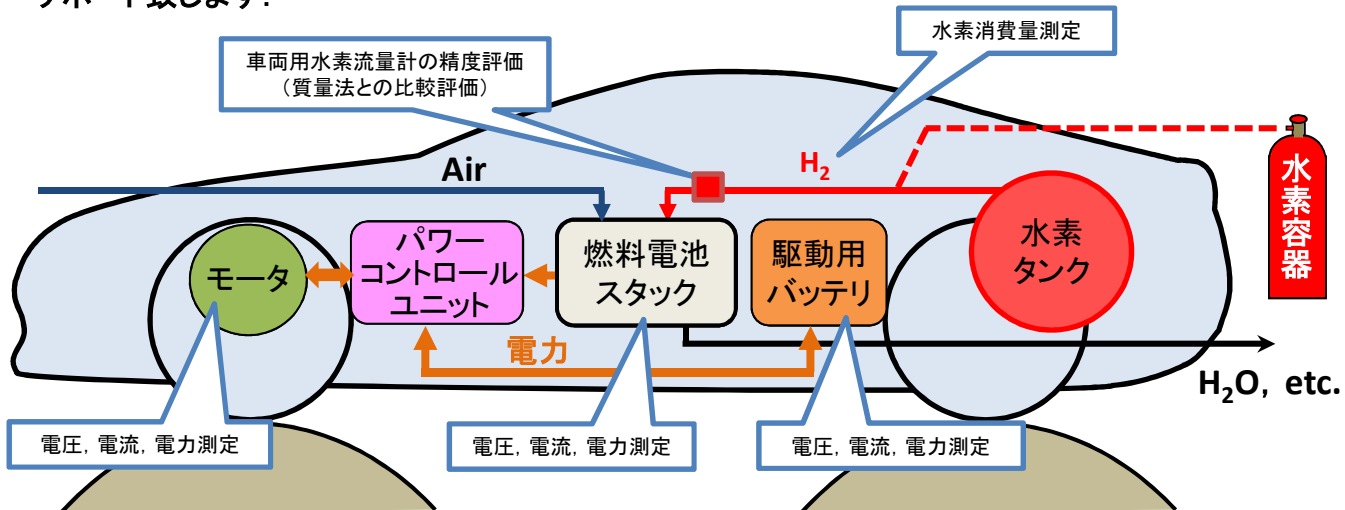 サポート致します.
車両用水素流量計の精度評価
（質量法との比較評価）
水素消費量測定
Air
H₂
水素容器
モータ
パワー
コントロール
ユニット
燃料電池
スタック
駆動用
バッテリ
水素
タンク
電力
H₂O, etc.
電圧, 電流, 電力測定
電圧, 電流, 電力測定
電圧, 電流, 電力測定